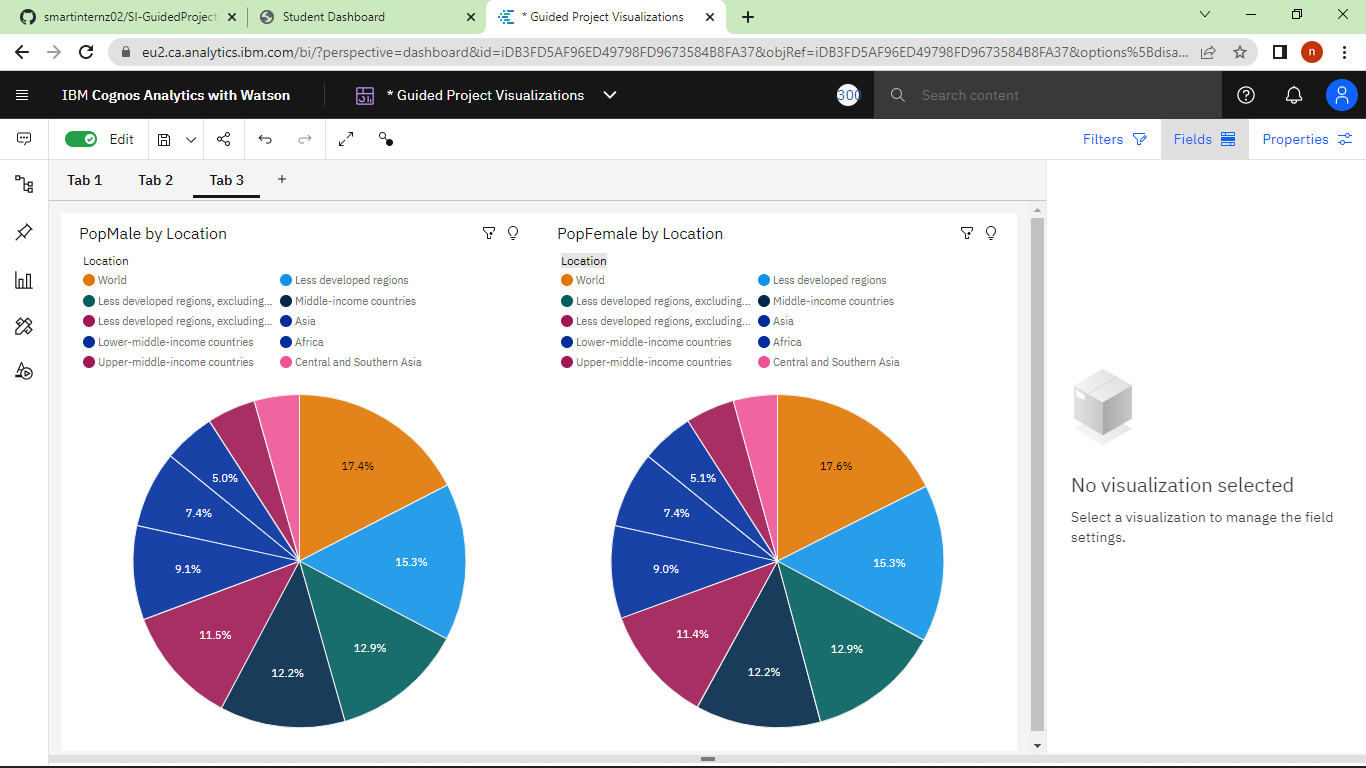 smartinternz02/SI-GuidedProject
Student Dashboard
* Guided Project Visualizations
eu2.ca.analytics.ibm.com/bi/?perspective=dashboard&id=iDB3FD5AF96ED49798FD9673584B8FA37&objRef=iDB3FD5AF96ED49798FD9673584B8FA37&options%5Bdisa...
n
IBM Cognos Analytics with Watson
* Guided Project Visualizations
300
Search content
Edit
Filters
Fields
Properties
Tab 1
Tab 2
Tab 3
PopMale by Location
Location
World
Less developed regions
Less developed regions, excluding...
Middle-income countries
Less developed regions, excluding...
Asia
Lower-middle-income countries
Africa
Upper-middle-income countries
Central and Southern Asia
17.4%
15.3%
12.9%
12.2%
11.5%
9.1%
7.4%
5.0%
PopFemale by Location
Location
World
Less developed regions
Less developed regions, excluding...
Middle-income countries
Less developed regions, excluding...
Asia
Lower-middle-income countries
Africa
Upper-middle-income countries
Central and Southern Asia
17.6%
15.3%
12.9%
12.2%
11.4%
9.0%
7.4%
5.1%
No visualization selected
Select a visualization to manage the field
settings.